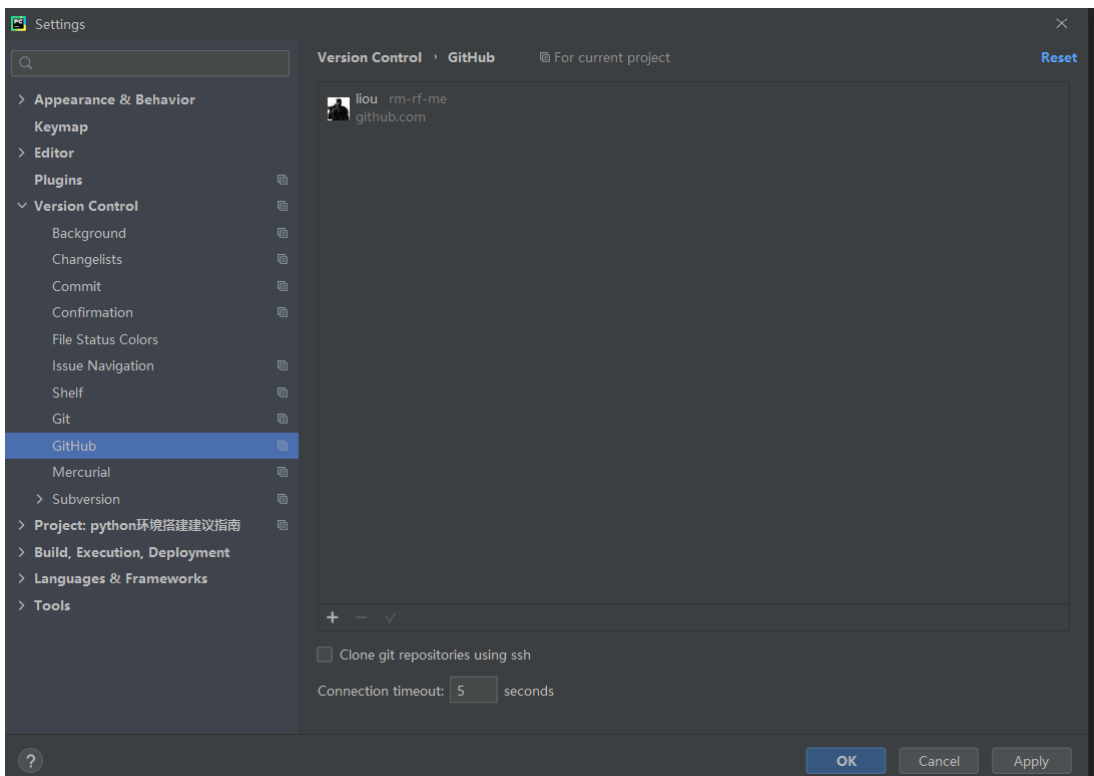 Settings
Appearance & Behavior
Keymap
Editor
Plugins
Version Control
Background
Changelists
Commit
Confirmation
File Status Colors
Issue Navigation
Shelf
Git
GitHub
Mercurial
Subversion
Project: python环境搭建建议指南
Build, Execution, Deployment
Languages & Frameworks
Tools
Version Control › GitHub For current project Reset
liou rm-rf-me
github.com
Clone git repositories using ssh
Connection timeout: 5 seconds
? OK Cancel Apply